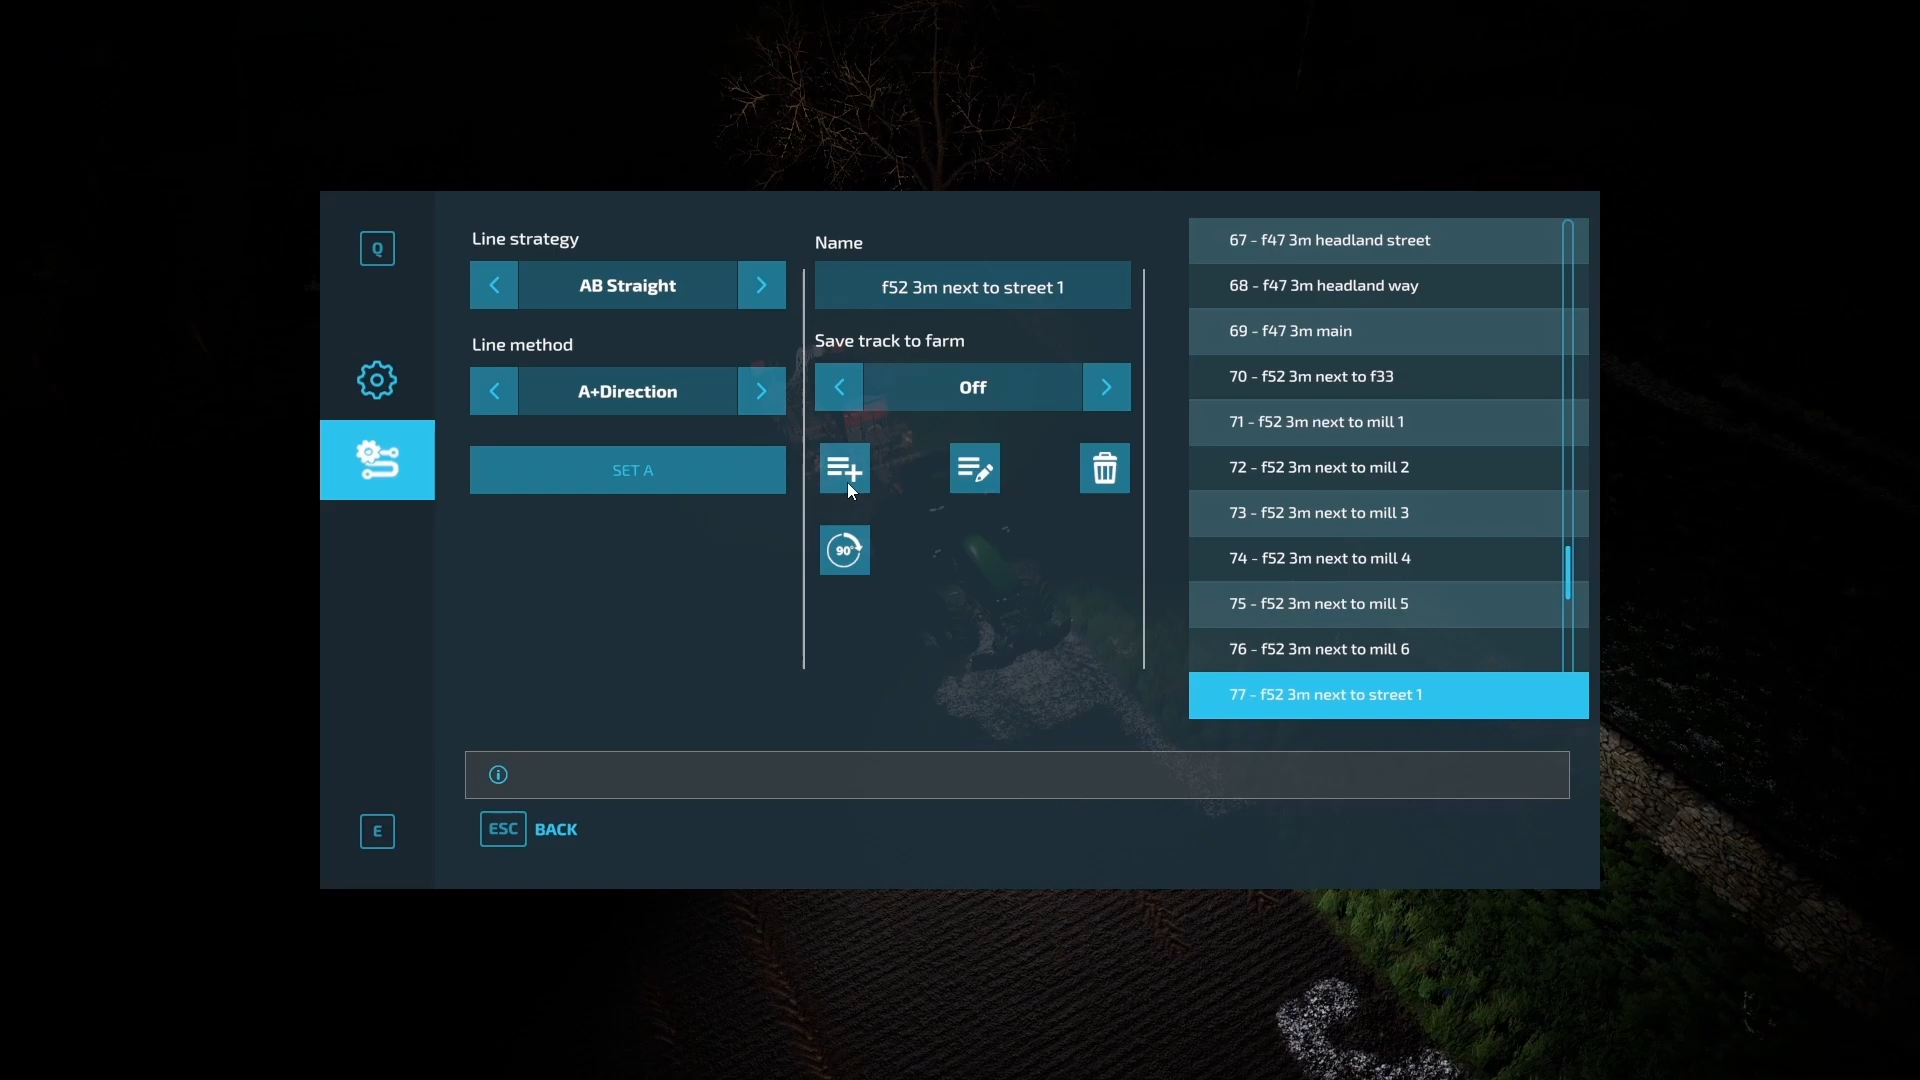 Q
E
Line strategy
AB Straight
Line method
A+Direction
SET A
Name
f52 3m next to street 1
Save track to farm
Off
90°
67 - f47 3m headland street
68 - f47 3m headland way
69 - f47 3m main
70 - f52 3m next to f33
71 - f52 3m next to mill 1
72 - f52 3m next to mill 2
73 - f52 3m next to mill 3
74 - f52 3m next to mill 4
75 - f52 3m next to mill 5
76 - f52 3m next to mill 6
77 - f52 3m next to street 1
ESC BACK